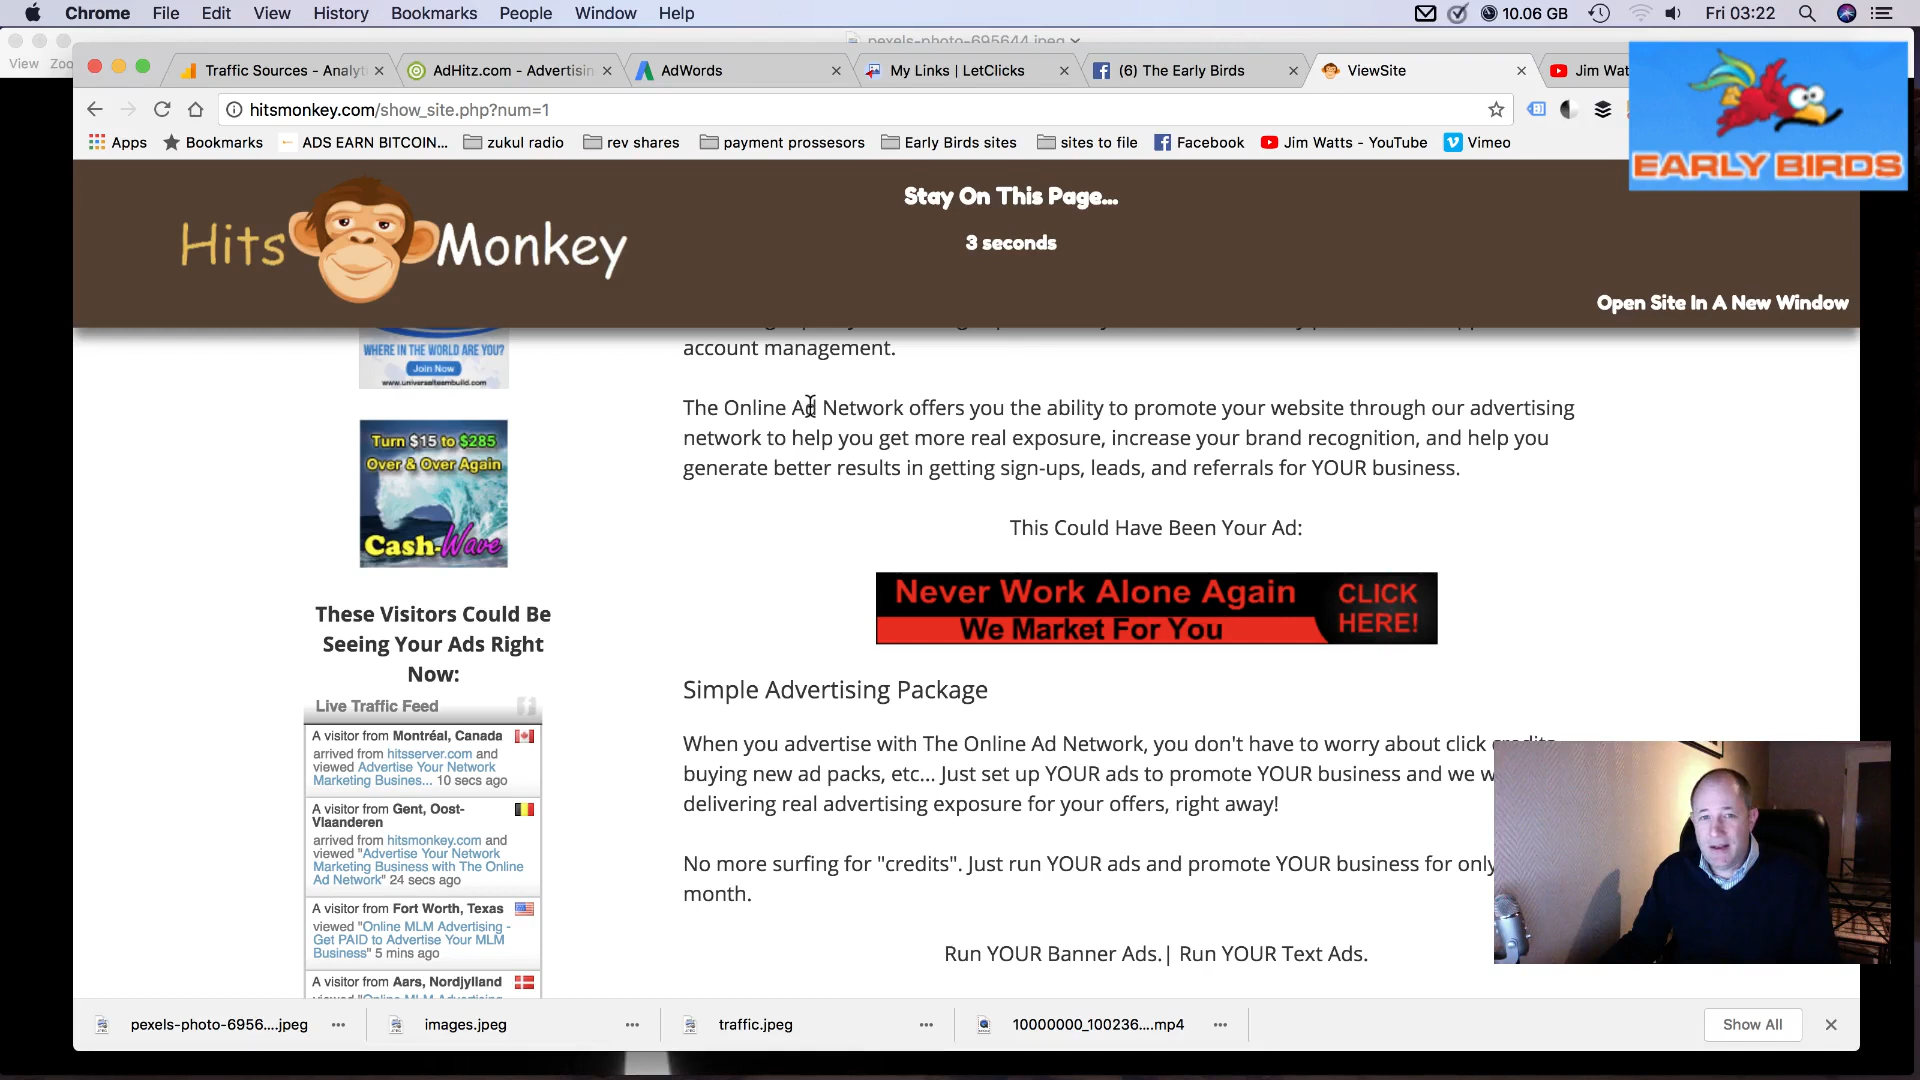 Chrome File Edit View History Bookmarks People Window Help 10.06 GB Fri 03:22
pexels-photo-695644.jpeg
View
Traffic Sources - Analyt AdHitz.com - Advertisin AdWords My Links | LetClicks (6) The Early Birds ViewSite Jim Wat
hitsmonkey.com/show_site.php?num=1
Apps Bookmarks ADS EARN BITCOIN... zukul radio rev shares payment prossesors Early Birds sites sites to file Facebook Jim Watts - YouTube Vimeo
EARLY BIRDS
Hits Monkey
Stay On This Page...
3 seconds
Open Site In A New Window
WHERE IN THE WORLD ARE YOU?
Join Now
www.universalteambuild.com
Turn $15 to $285
Over & Over Again
Cash-Wave
These Visitors Could Be
Seeing Your Ads Right
Now:
Live Traffic Feed
A visitor from Montréal, Canada
arrived from hitsserver.com and
viewed Advertise Your Network
Marketing Busines... 10 secs ago
A visitor from Gent, Oost-
Vlaanderen
arrived from hitsmonkey.com and
viewed "Advertise Your Network
Marketing Business with The Online
Ad Network" 24 secs ago
A visitor from Fort Worth, Texas
viewed "Online MLM Advertising -
Get PAID to Advertise Your MLM
Business" 5 mins ago
A visitor from Aars, Nordjylland
account management.
The Online Ad Network offers you the ability to promote your website through our advertising
network to help you get more real exposure, increase your brand recognition, and help you
generate better results in getting sign-ups, leads, and referrals for YOUR business.
This Could Have Been Your Ad:
Never Work Alone Again
We Market For You
CLICK
HERE!
Simple Advertising Package
When you advertise with The Online Ad Network, you don't have to worry about click credits,
buying new ad packs, etc... Just set up YOUR ads to promote YOUR business and we w
delivering real advertising exposure for your offers, right away!
No more surfing for "credits". Just run YOUR ads and promote YOUR business for only
month.
Run YOUR Banner Ads.| Run YOUR Text Ads.
pexels-photo-6956....jpeg images.jpeg traffic.jpeg 10000000_100236....mp4 Show All